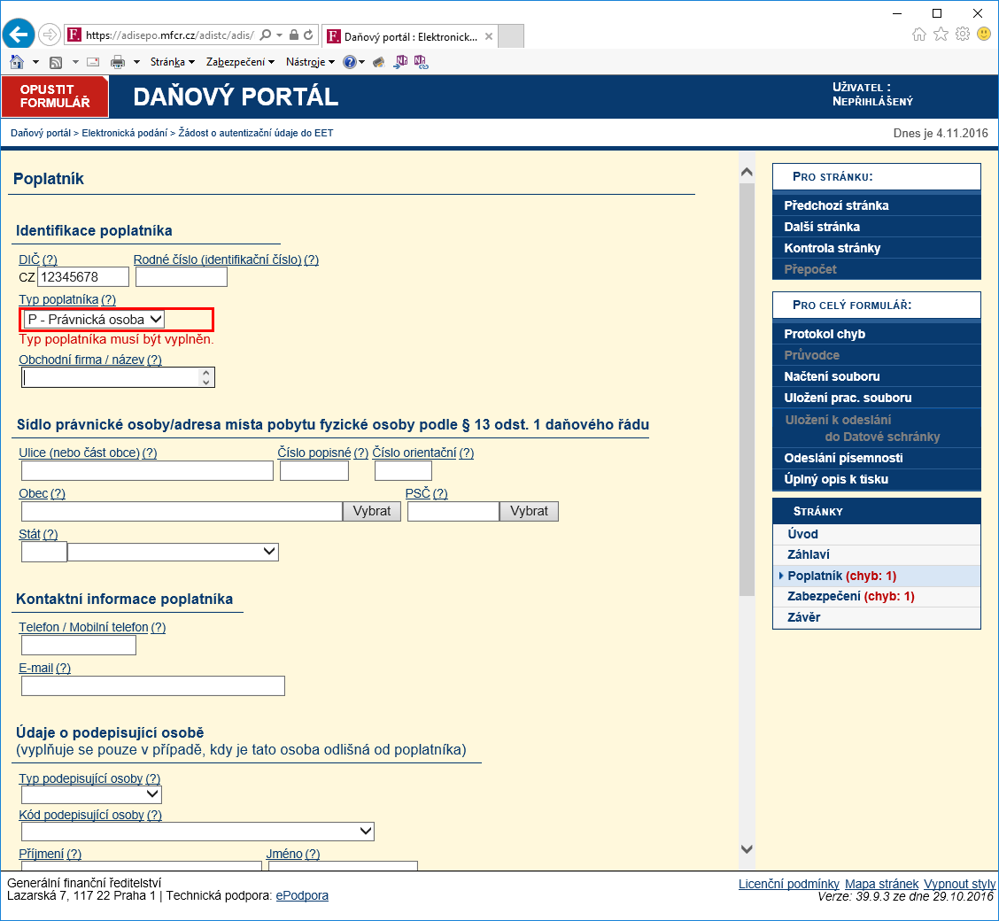 https://adisepo.mfcr.cz/adistc/adis/
Daňový portál : Elektronick...
Stránka Zabezpečení Nástroje
OPUSTIT
FORMULÁŘ
DAŇOVÝ PORTÁL
UŽIVATEL :
NEPŘIHLÁŠENÝ
Daňový portál > Elektronická podání > Žádost o autentizační údaje do EET
Dnes je 4.11.2016
Poplatník
Identifikace poplatníka
DIČ (?) Rodné číslo (identifikační číslo) (?)
CZ 12345678
Typ poplatníka (?)
P - Právnická osoba
Typ poplatníka musí být vyplněn.
Obchodní firma / název (?)
Sídlo právnické osoby/adresa místa pobytu fyzické osoby podle § 13 odst. 1 daňového řádu
Ulice (nebo část obce) (?) Číslo popisné (?) Číslo orientační (?)
Obec (?) PSČ (?)
Vybrat Vybrat
Stát (?)
Kontaktní informace poplatníka
Telefon / Mobilní telefon (?)
E-mail (?)
Údaje o podepisující osobě
(vyplňuje se pouze v případě, kdy je tato osoba odlišná od poplatníka)
Typ podepisující osoby (?)
Kód podepisující osoby (?)
Příjmení (?) Jméno (?)
PRO STRÁNKU:
Předchozí stránka
Další stránka
Kontrola stránky
Přepočet
PRO CELÝ FORMULÁŘ:
Protokol chyb
Průvodce
Načtení souboru
Uložení prac. souboru
Uložení k odeslání
do Datové schránky
Odeslání písemnosti
Úplný opis k tisku
STRÁNKY
Úvod
Záhlaví
Poplatník (chyb: 1)
Zabezpečení (chyb: 1)
Závěr
Generální finanční ředitelství
Lazarská 7, 117 22 Praha 1 | Technická podpora: ePodpora
Licenční podmínky Mapa stránek Vypnout styly
Verze: 39.9.3 ze dne 29.10.2016